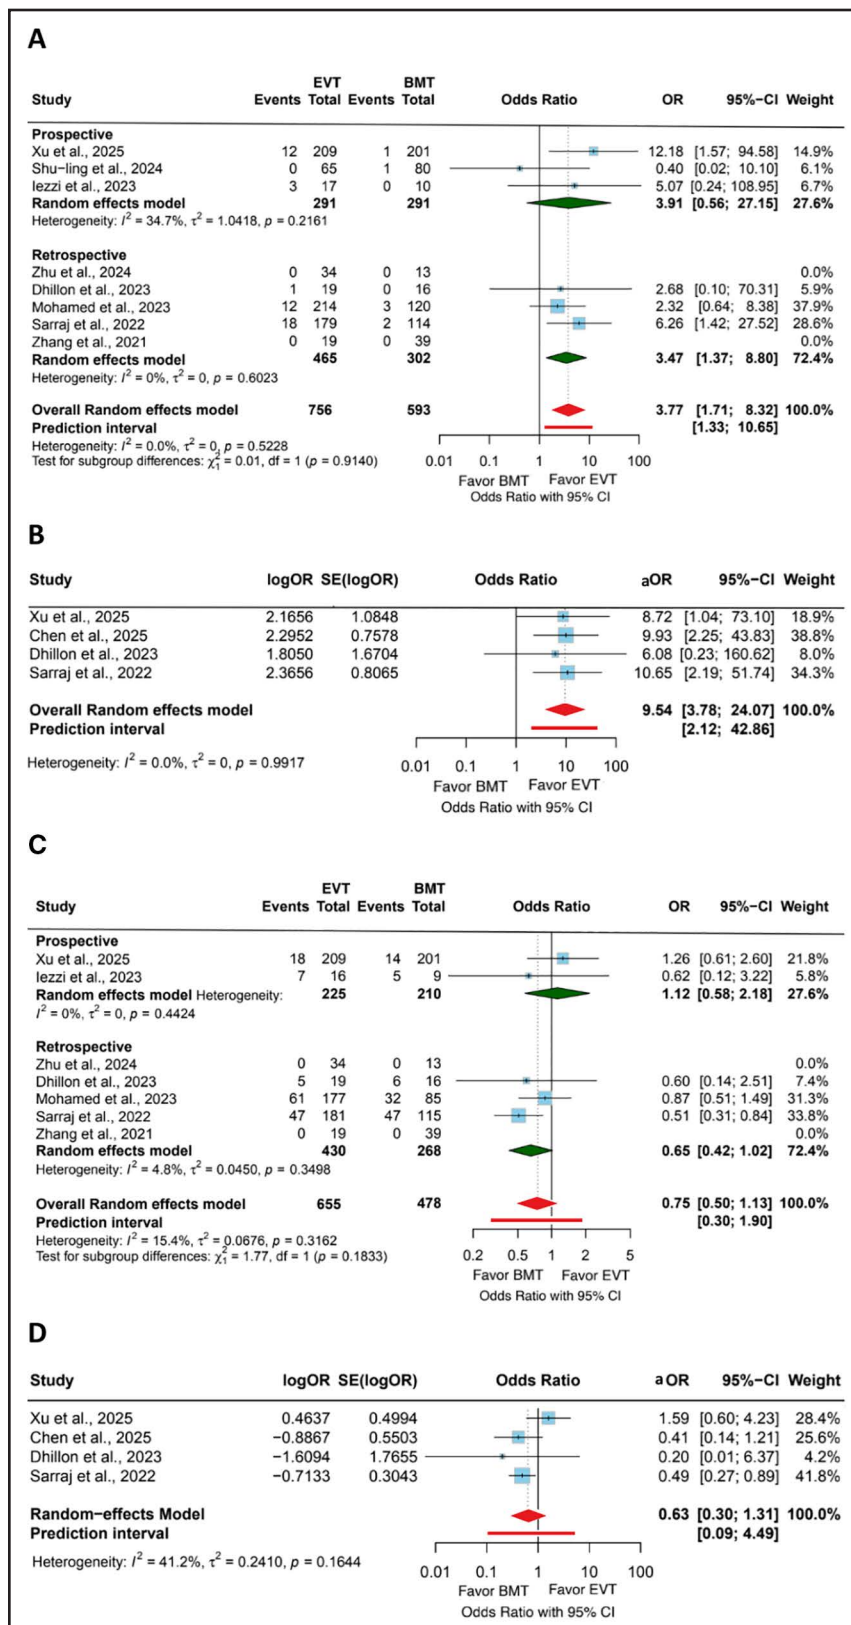 A
EVT BMT
Study Events Total Events Total Odds Ratio OR 95%−CI Weight
Prospective
Xu et al., 2025 12 209 1 201 12.18 [1.57; 94.58] 14.9%
Shu−ling et al., 2024 0 65 1 80 0.40 [0.02; 10.10] 6.1%
Iezzi et al., 2023 3 17 0 10 5.07 [0.24; 108.95] 6.7%
Random effects model 291 291 3.91 [0.56; 27.15] 27.6%
Heterogeneity: I² = 34.7%, τ² = 1.0418, p = 0.2161
Retrospective
Zhu et al., 2024 0 34 0 13 0.0%
Dhillon et al., 2023 1 19 0 16 2.68 [0.10; 70.31] 5.9%
Mohamed et al., 2023 12 214 3 120 2.32 [0.64; 8.38] 37.9%
Sarraj et al., 2022 18 179 2 114 6.26 [1.42; 27.52] 28.6%
Zhang et al., 2021 0 19 0 39 0.0%
Random effects model 465 302 3.47 [1.37; 8.80] 72.4%
Heterogeneity: I² = 0%, τ² = 0, p = 0.6023
Overall Random effects model 756 593 3.77 [1.71; 8.32] 100.0%
Prediction interval [1.33; 10.65]
Heterogeneity: I² = 0.0%, τ² = 0, p = 0.5228
Test for subgroup differences: χ²₁ = 0.01, df = 1 (p = 0.9140)
0.01 0.1 1 10 100
Favor BMT Favor EVT
Odds Ratio with 95% CI
B
Study logOR SE(logOR) Odds Ratio aOR 95%−CI Weight
Xu et al., 2025 2.1656 1.0848 8.72 [1.04; 73.10] 18.9%
Chen et al., 2025 2.2952 0.7578 9.93 [2.25; 43.83] 38.8%
Dhillon et al., 2023 1.8050 1.6704 6.08 [0.23; 160.62] 8.0%
Sarraj et al., 2022 2.3656 0.8065 10.65 [2.19; 51.74] 34.3%
Overall Random effects model 9.54 [3.78; 24.07] 100.0%
Prediction interval [2.12; 42.86]
Heterogeneity: I² = 0.0%, τ² = 0, p = 0.9917
0.01 0.1 1 10 100
Favor BMT Favor EVT
Odds Ratio with 95% CI
C
EVT BMT
Study Events Total Events Total Odds Ratio OR 95%−CI Weight
Prospective
Xu et al., 2025 18 209 14 201 1.26 [0.61; 2.60] 21.8%
Iezzi et al., 2023 7 16 5 9 0.62 [0.12; 3.22] 5.8%
Random effects model Heterogeneity: 225 210 1.12 [0.58; 2.18] 27.6%
I² = 0%, τ² = 0, p = 0.4424
Retrospective
Zhu et al., 2024 0 34 0 13 0.0%
Dhillon et al., 2023 5 19 6 16 0.60 [0.14; 2.51] 7.4%
Mohamed et al., 2023 61 177 32 85 0.87 [0.51; 1.49] 31.3%
Sarraj et al., 2022 47 181 47 115 0.51 [0.31; 0.84] 33.8%
Zhang et al., 2021 0 19 0 39 0.0%
Random effects model 430 268 0.65 [0.42; 1.02] 72.4%
Heterogeneity: I² = 4.8%, τ² = 0.0450, p = 0.3498
Overall Random effects model 655 478 0.75 [0.50; 1.13] 100.0%
Prediction interval [0.30; 1.90]
Heterogeneity: I² = 15.4%, τ² = 0.0676, p = 0.3162
Test for subgroup differences: χ²₁ = 1.77, df = 1 (p = 0.1833)
0.2 0.5 1 2 5
Favor BMT Favor EVT
Odds Ratio with 95% CI
D
Study logOR SE(logOR) Odds Ratio aOR 95%−CI Weight
Xu et al., 2025 0.4637 0.4994 1.59 [0.60; 4.23] 28.4%
Chen et al., 2025 −0.8867 0.5503 0.41 [0.14; 1.21] 25.6%
Dhillon et al., 2023 −1.6094 1.7655 0.20 [0.01; 6.37] 4.2%
Sarraj et al., 2022 −0.7133 0.3043 0.49 [0.27; 0.89] 41.8%
Random−effects Model 0.63 [0.30; 1.31] 100.0%
Prediction interval [0.09; 4.49]
Heterogeneity: I² = 41.2%, τ² = 0.2410, p = 0.1644
0.01 0.1 1 10 100
Favor BMT Favor EVT
Odds Ratio with 95% CI